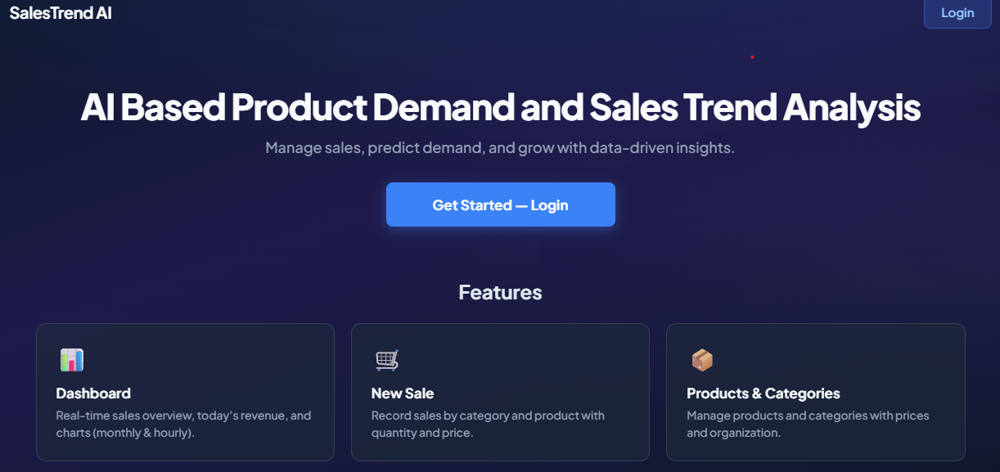 SalesTrend AI
Login
AI Based Product Demand and Sales Trend Analysis
Manage sales, predict demand, and grow with data-driven insights.
Get Started — Login
Features
Dashboard
Real-time sales overview, today's revenue, and
charts (monthly & hourly).
New Sale
Record sales by category and product with
quantity and price.
Products & Categories
Manage products and categories with prices
and organization.